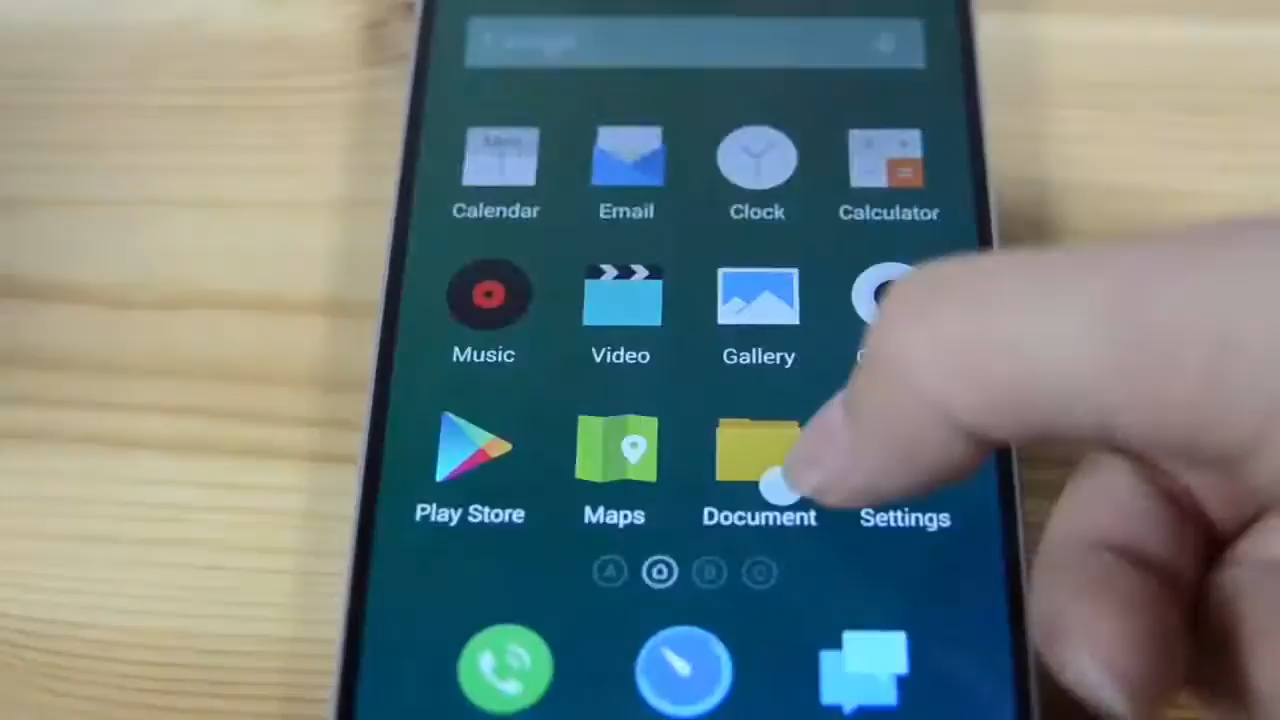 Calendar Email Clock Calculator
Music Video Gallery
Play Store Maps Document Settings